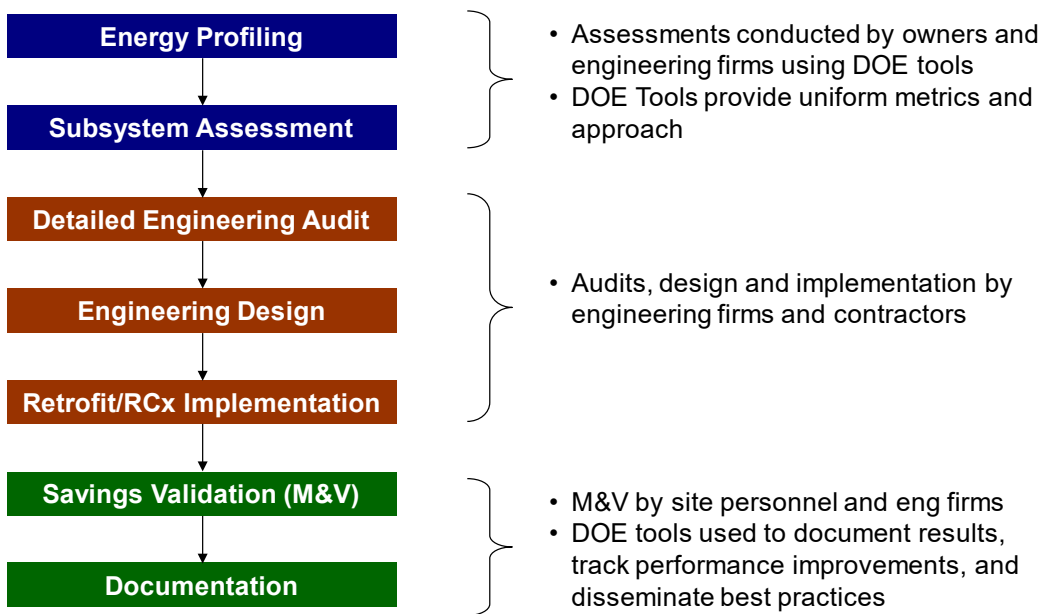 Energy Profiling
Subsystem Assessment
• Assessments conducted by owners and
engineering firms using DOE tools
• DOE Tools provide uniform metrics and
approach
Detailed Engineering Audit
Engineering Design
Retrofit/RCx Implementation
• Audits, design and implementation by
engineering firms and contractors
Savings Validation (M&V)
Documentation
• M&V by site personnel and eng firms
• DOE tools used to document results,
track performance improvements, and
disseminate best practices